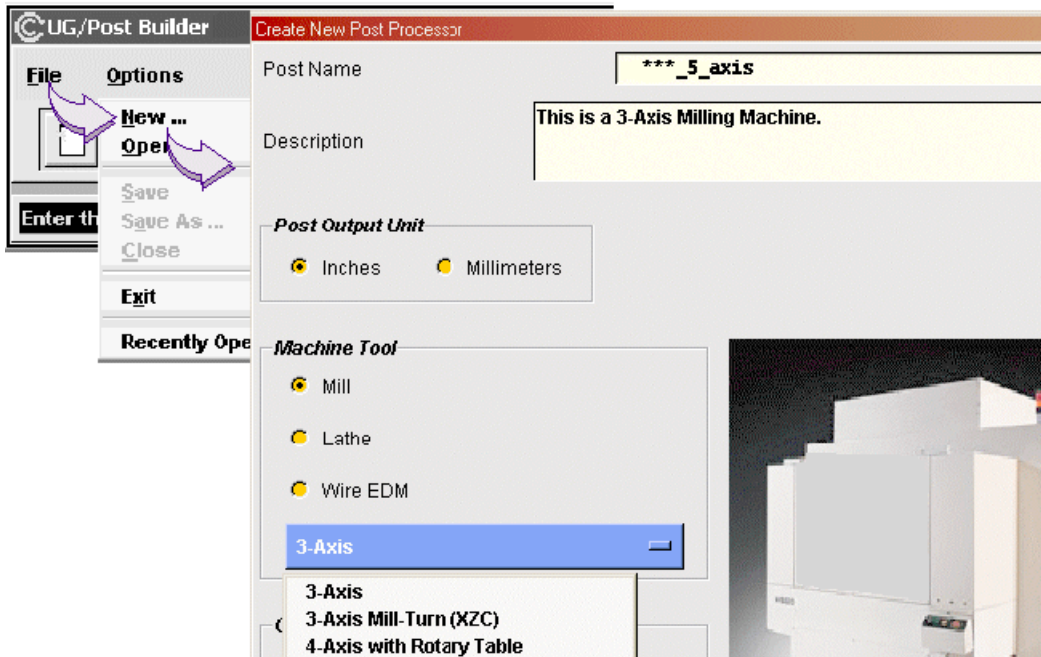 UG/Post Builder
File Options
New ...
Save
Save As ...
Close
Exit
Create New Post Processor
Post Name
***_5_axis
Description
This is a 3-Axis Milling Machine.
Post Output Unit
Inches
Millimeters
Machine Tool
Mill
Lathe
Wire EDM
3-Axis
3-Axis
3-Axis Mill-Turn (XZC)
4-Axis with Rotary Table
Enter th
Recently Ope